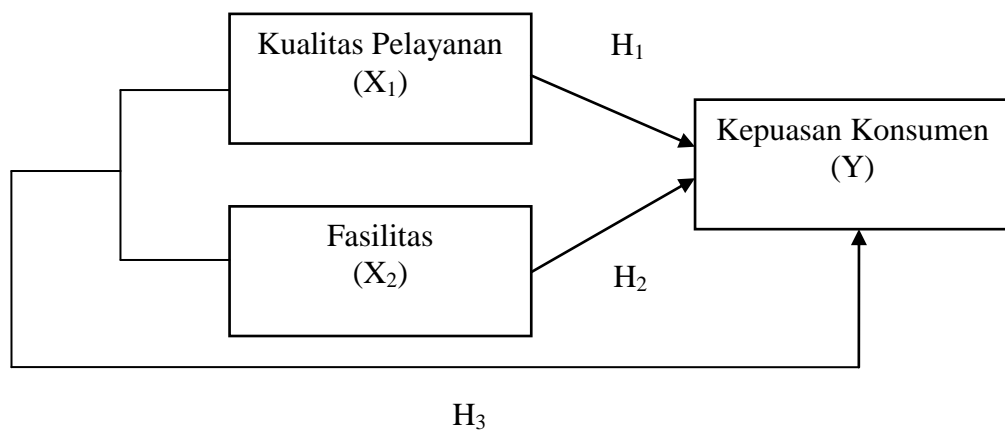 Kualitas Pelayanan
(X₁)
H₁
Kepuasan Konsumen
(Y)
Fasilitas
(X₂)
H₂
H₃